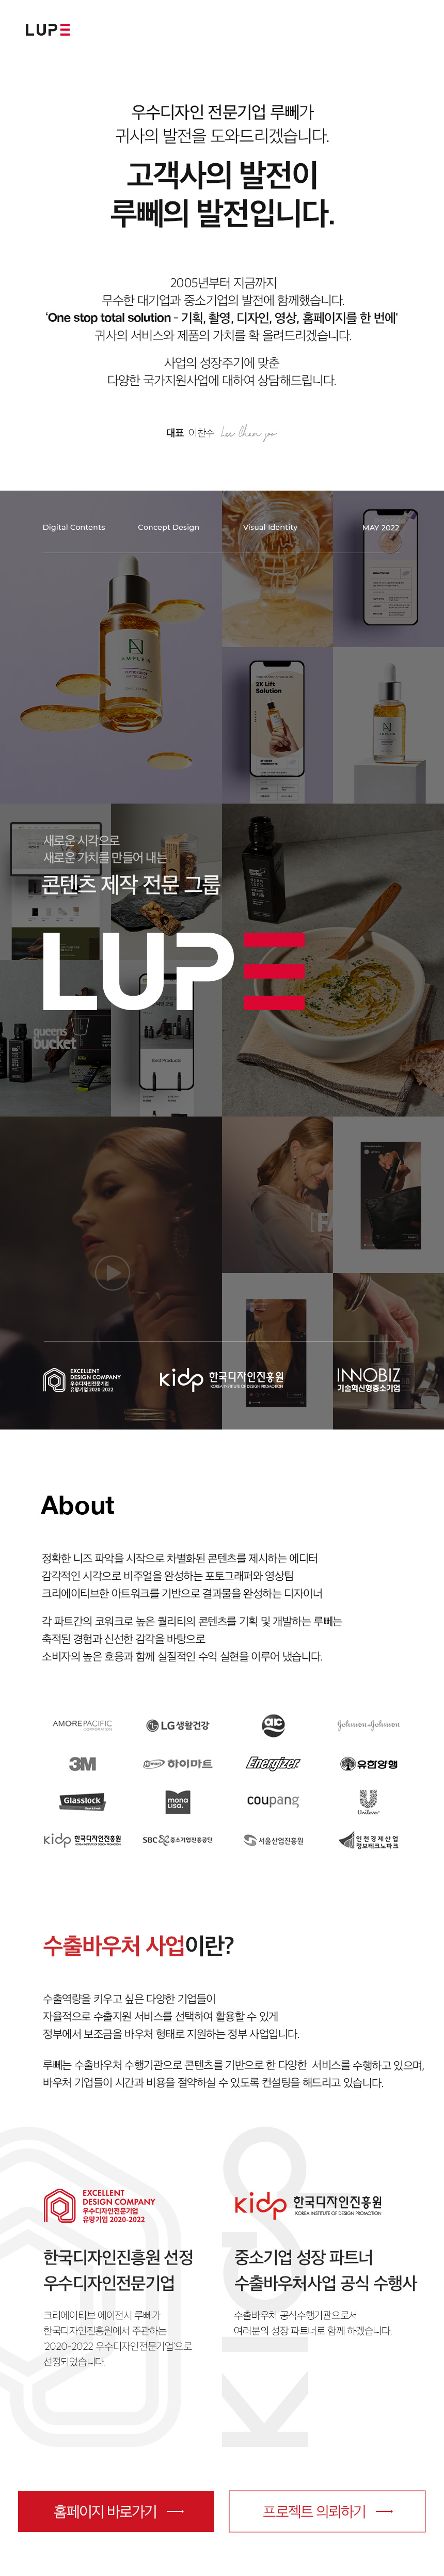 LUPE
우수디자인 전문기업 루뻬가
귀사의 발전을 도와드리겠습니다.
고객사의 발전이
루뻬의 발전입니다.
2005년부터 지금까지
무수한 대기업과 중소기업의 발전에 함께했습니다.
'One stop total solution - 기획, 촬영, 디자인, 영상, 홈페이지를 한 번에'
귀사의 서비스와 제품의 가치를 확 올려드리겠습니다.
사업의 성장주기에 맞춘
다양한 국가지원사업에 대하여 상담해드립니다.
대표 이찬수
Digital Contents Concept Design Visual Identity MAY 2022
AMPLE:N
2X Lift
Solution
새로운 시각으로
새로운 가치를 만들어 내는
콘텐츠 제작 전문 그룹
LUPE
queens
bucket
Best Products
EXCELLENT
DESIGN COMPANY
우수디자인전문기업
유망기업 2020-2022
kidp 한국디자인진흥원
KOREA INSTITUTE OF DESIGN PROMOTION
INNOBIZ
기술혁신형중소기업
About
정확한 니즈 파악을 시작으로 차별화된 콘텐츠를 제시하는 에디터
감각적인 시각으로 비주얼을 완성하는 포토그래퍼와 영상팀
크리에이티브한 아트워크를 기반으로 결과물을 완성하는 디자이너
각 파트간의 코워크로 높은 퀄리티의 콘텐츠를 기획 및 개발하는 루뻬는
축적된 경험과 신선한 감각을 바탕으로
소비자의 높은 호응과 함께 실질적인 수익 실현을 이루어 냈습니다.
AMOREPACIFIC
CORPORATION
LG생활건강
ac
Johnson & Johnson
3M
하이마트
Energizer
유한양행
Glasslock
mona
lisa.
coupang
Unilever
kidp 한국디자인진흥원
KOREA INSTITUTE OF DESIGN PROMOTION
SBC 중소기업진흥공단
서울산업진흥원
인천경제산업
정보테크노파크
수출바우처 사업이란?
수출역량을 키우고 싶은 다양한 기업들이
자율적으로 수출지원 서비스를 선택하여 활용할 수 있게
정부에서 보조금을 바우처 형태로 지원하는 정부 사업입니다.
루뻬는 수출바우처 수행기관으로 콘텐츠를 기반으로 한 다양한 서비스를 수행하고 있으며,
바우처 기업들이 시간과 비용을 절약하실 수 있도록 컨설팅을 해드리고 있습니다.
EXCELLENT
DESIGN COMPANY
우수디자인전문기업
유망기업 2020-2022
한국디자인진흥원 선정
우수디자인전문기업
크리에이티브 에이전시 루뻬가
한국디자인진흥원에서 주관하는
'2020-2022 우수디자인전문기업'으로
선정되었습니다.
kidp 한국디자인진흥원
KOREA INSTITUTE OF DESIGN PROMOTION
중소기업 성장 파트너
수출바우처사업 공식 수행사
수출바우처 공식수행기관으로서
여러분의 성장 파트너로 함께 하겠습니다.
kidp
홈페이지 바로가기
프로젝트 의뢰하기